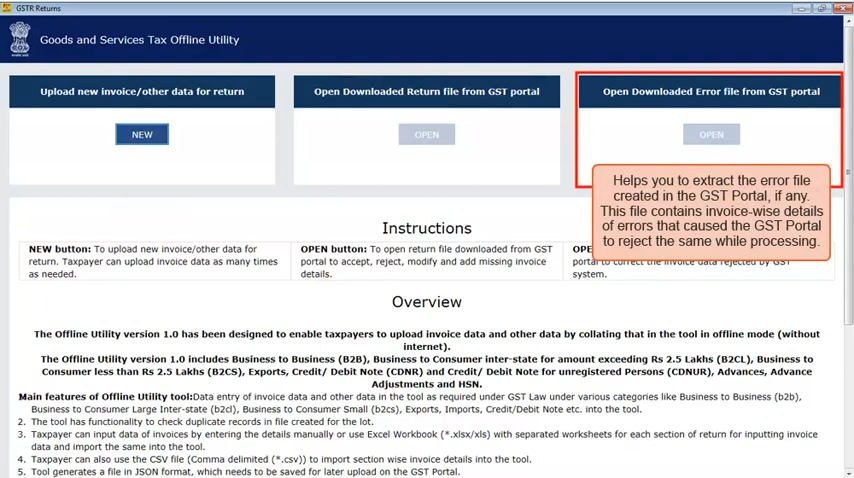 GSTR Returns
Goods and Services Tax Offline Utility
Upload new invoice/other data for return
NEW
Open Downloaded Return file from GST portal
OPEN
Open Downloaded Error file from GST portal
OPEN
Helps you to extract the error file
created in the GST Portal, if any.
This file contains invoice-wise details
of errors that caused the GST Portal
to reject the same while processing.
Instructions
NEW button: To upload new invoice/other data for
return. Taxpayer can upload invoice data as many times
as needed.
OPEN button: To open return file downloaded from GST
portal to accept, reject, modify and add missing invoice
details.
portal to correct the invoice data rejected by GST
system.
Overview
The Offline Utility version 1.0 has been designed to enable taxpayers to upload invoice data and other data by collating that in the tool in offline mode (without
internet).
The Offline Utility version 1.0 includes Business to Business (B2B), Business to Consumer inter-state for amount exceeding Rs 2.5 Lakhs (B2CL), Business to
Consumer less than Rs 2.5 Lakhs (B2CS), Exports, Credit/ Debit Note (CDNR) and Credit/ Debit Note for unregistered Persons (CDNUR), Advances, Advance
Adjustments and HSN.
Main features of Offline Utility tool:Data entry of invoice data and other data in the tool as required under GST Law under various categories like Business to Business (b2b),
Business to Consumer Large Inter-state (b2cl), Business to Consumer Small (b2cs), Exports, Imports, Credit/Debit Note etc. into the tool.
2. The tool has functionality to check duplicate records in file created for the lot.
3. Taxpayer can input data of invoices by entering the details manually or use Excel Workbook (*.xlsx/xls) with separated worksheets for each section of return for inputting invoice
data and import the same into the tool.
4. Taxpayer can also use the CSV file (Comma delimited (*.csv)) to import section wise invoice details into the tool.
5. Tool generates a file in JSON format, which needs to be saved for later upload on the GST Portal.